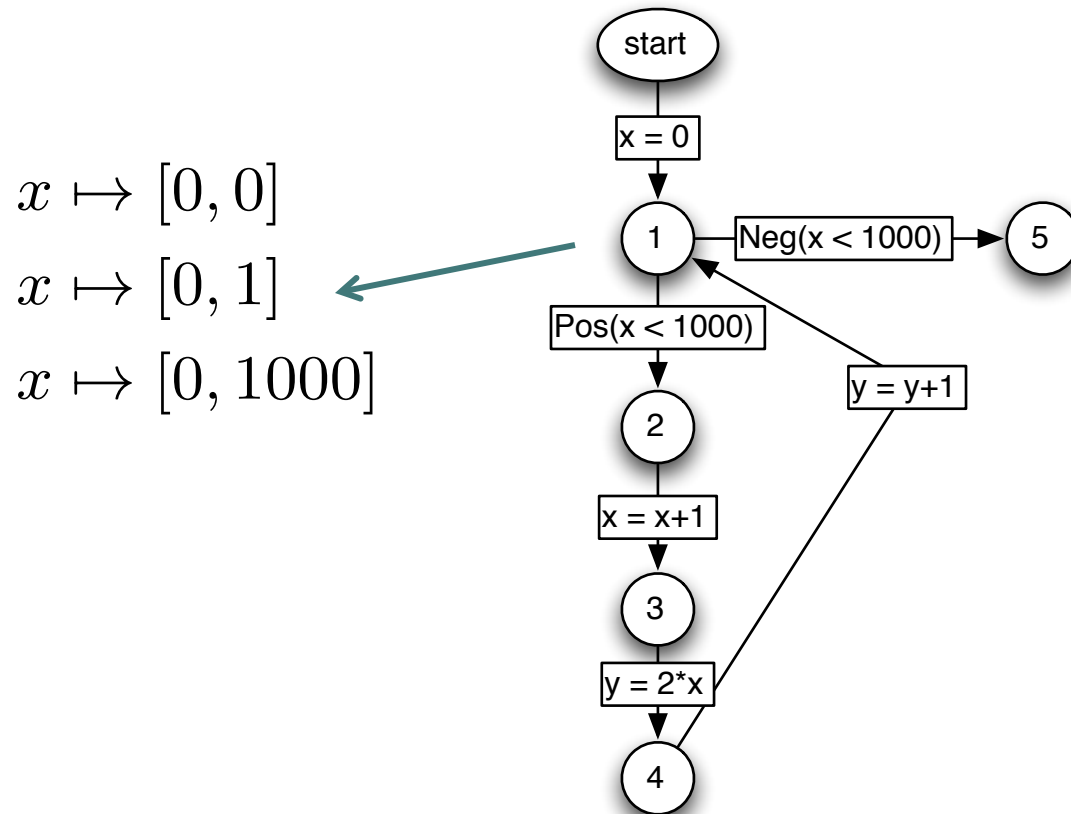 x ↦ [0, 0]
x ↦ [0, 1]
x ↦ [0, 1000]
start
x = 0
1
Neg(x < 1000)
5
Pos(x < 1000)
y = y+1
2
x = x+1
3
y = 2*x
4